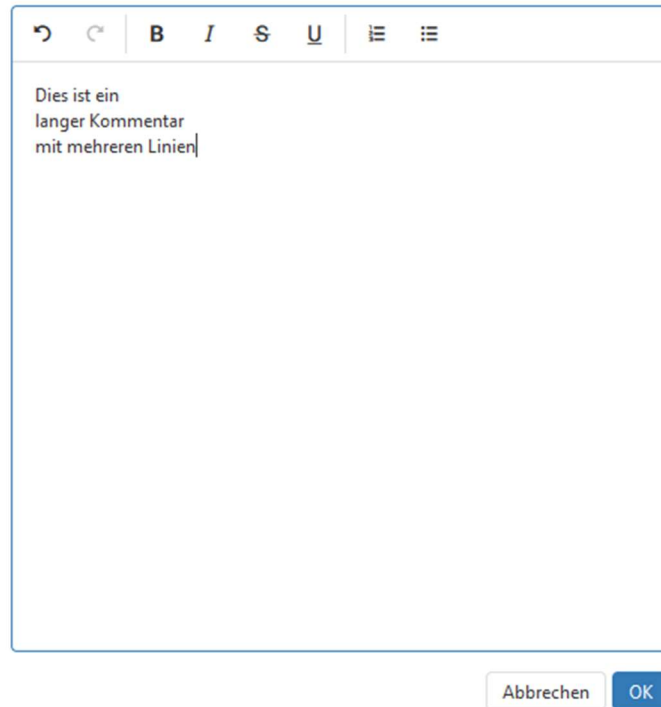 B I S U
Dies ist ein
langer Kommentar
mit mehreren Linien
Abbrechen OK